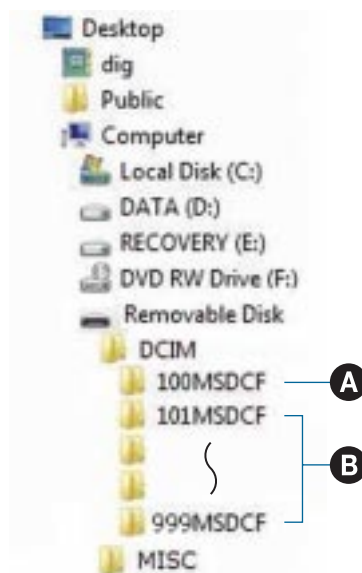 Desktop
dig
Public
Computer
Local Disk (C:)
DATA (D:)
RECOVERY (E:)
DVD RW Drive (F:)
Removable Disk
DCIM
100MSDCF A
101MSDCF
B
999MSDCF
MISC